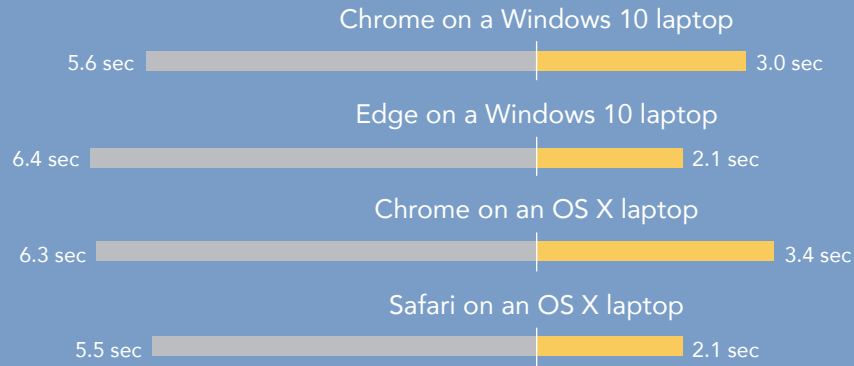 Chrome on a Windows 10 laptop
5.6 sec 3.0 sec
Edge on a Windows 10 laptop
6.4 sec 2.1 sec
Chrome on an OS X laptop
6.3 sec 3.4 sec
Safari on an OS X laptop
5.5 sec 2.1 sec